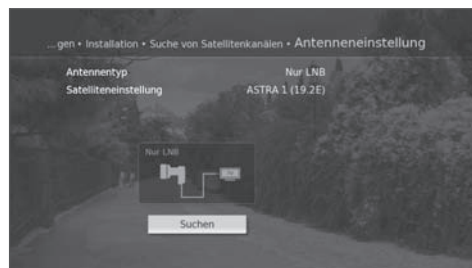 ...gen • Installation • Suche von Satellitenkanälen • Antenneneinstellung
Antennentyp Nur LNB
Satelliteneinstellung ASTRA 1 (19.2E)
Nur LNB
Suchen